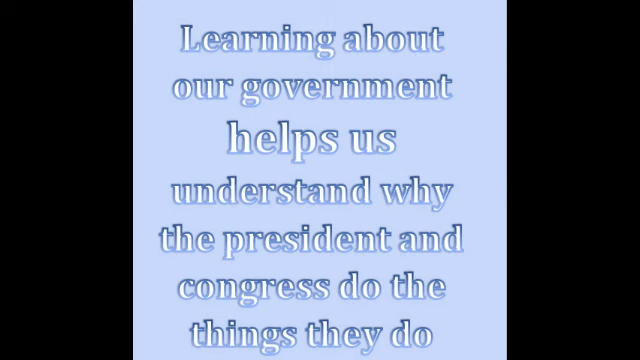 Learning about
our government
helps us
understand why
the president and
congress do the
things they do